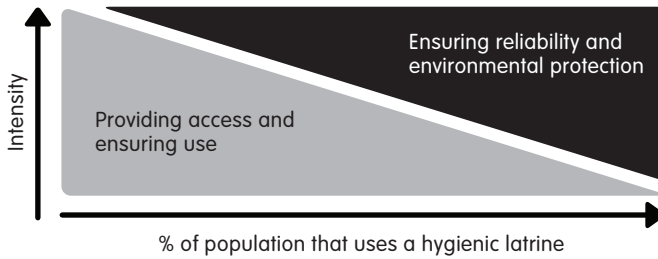 Ensuring reliability and
environmental protection
Intensity
Providing access and
ensuring use
% of population that uses a hygienic latrine